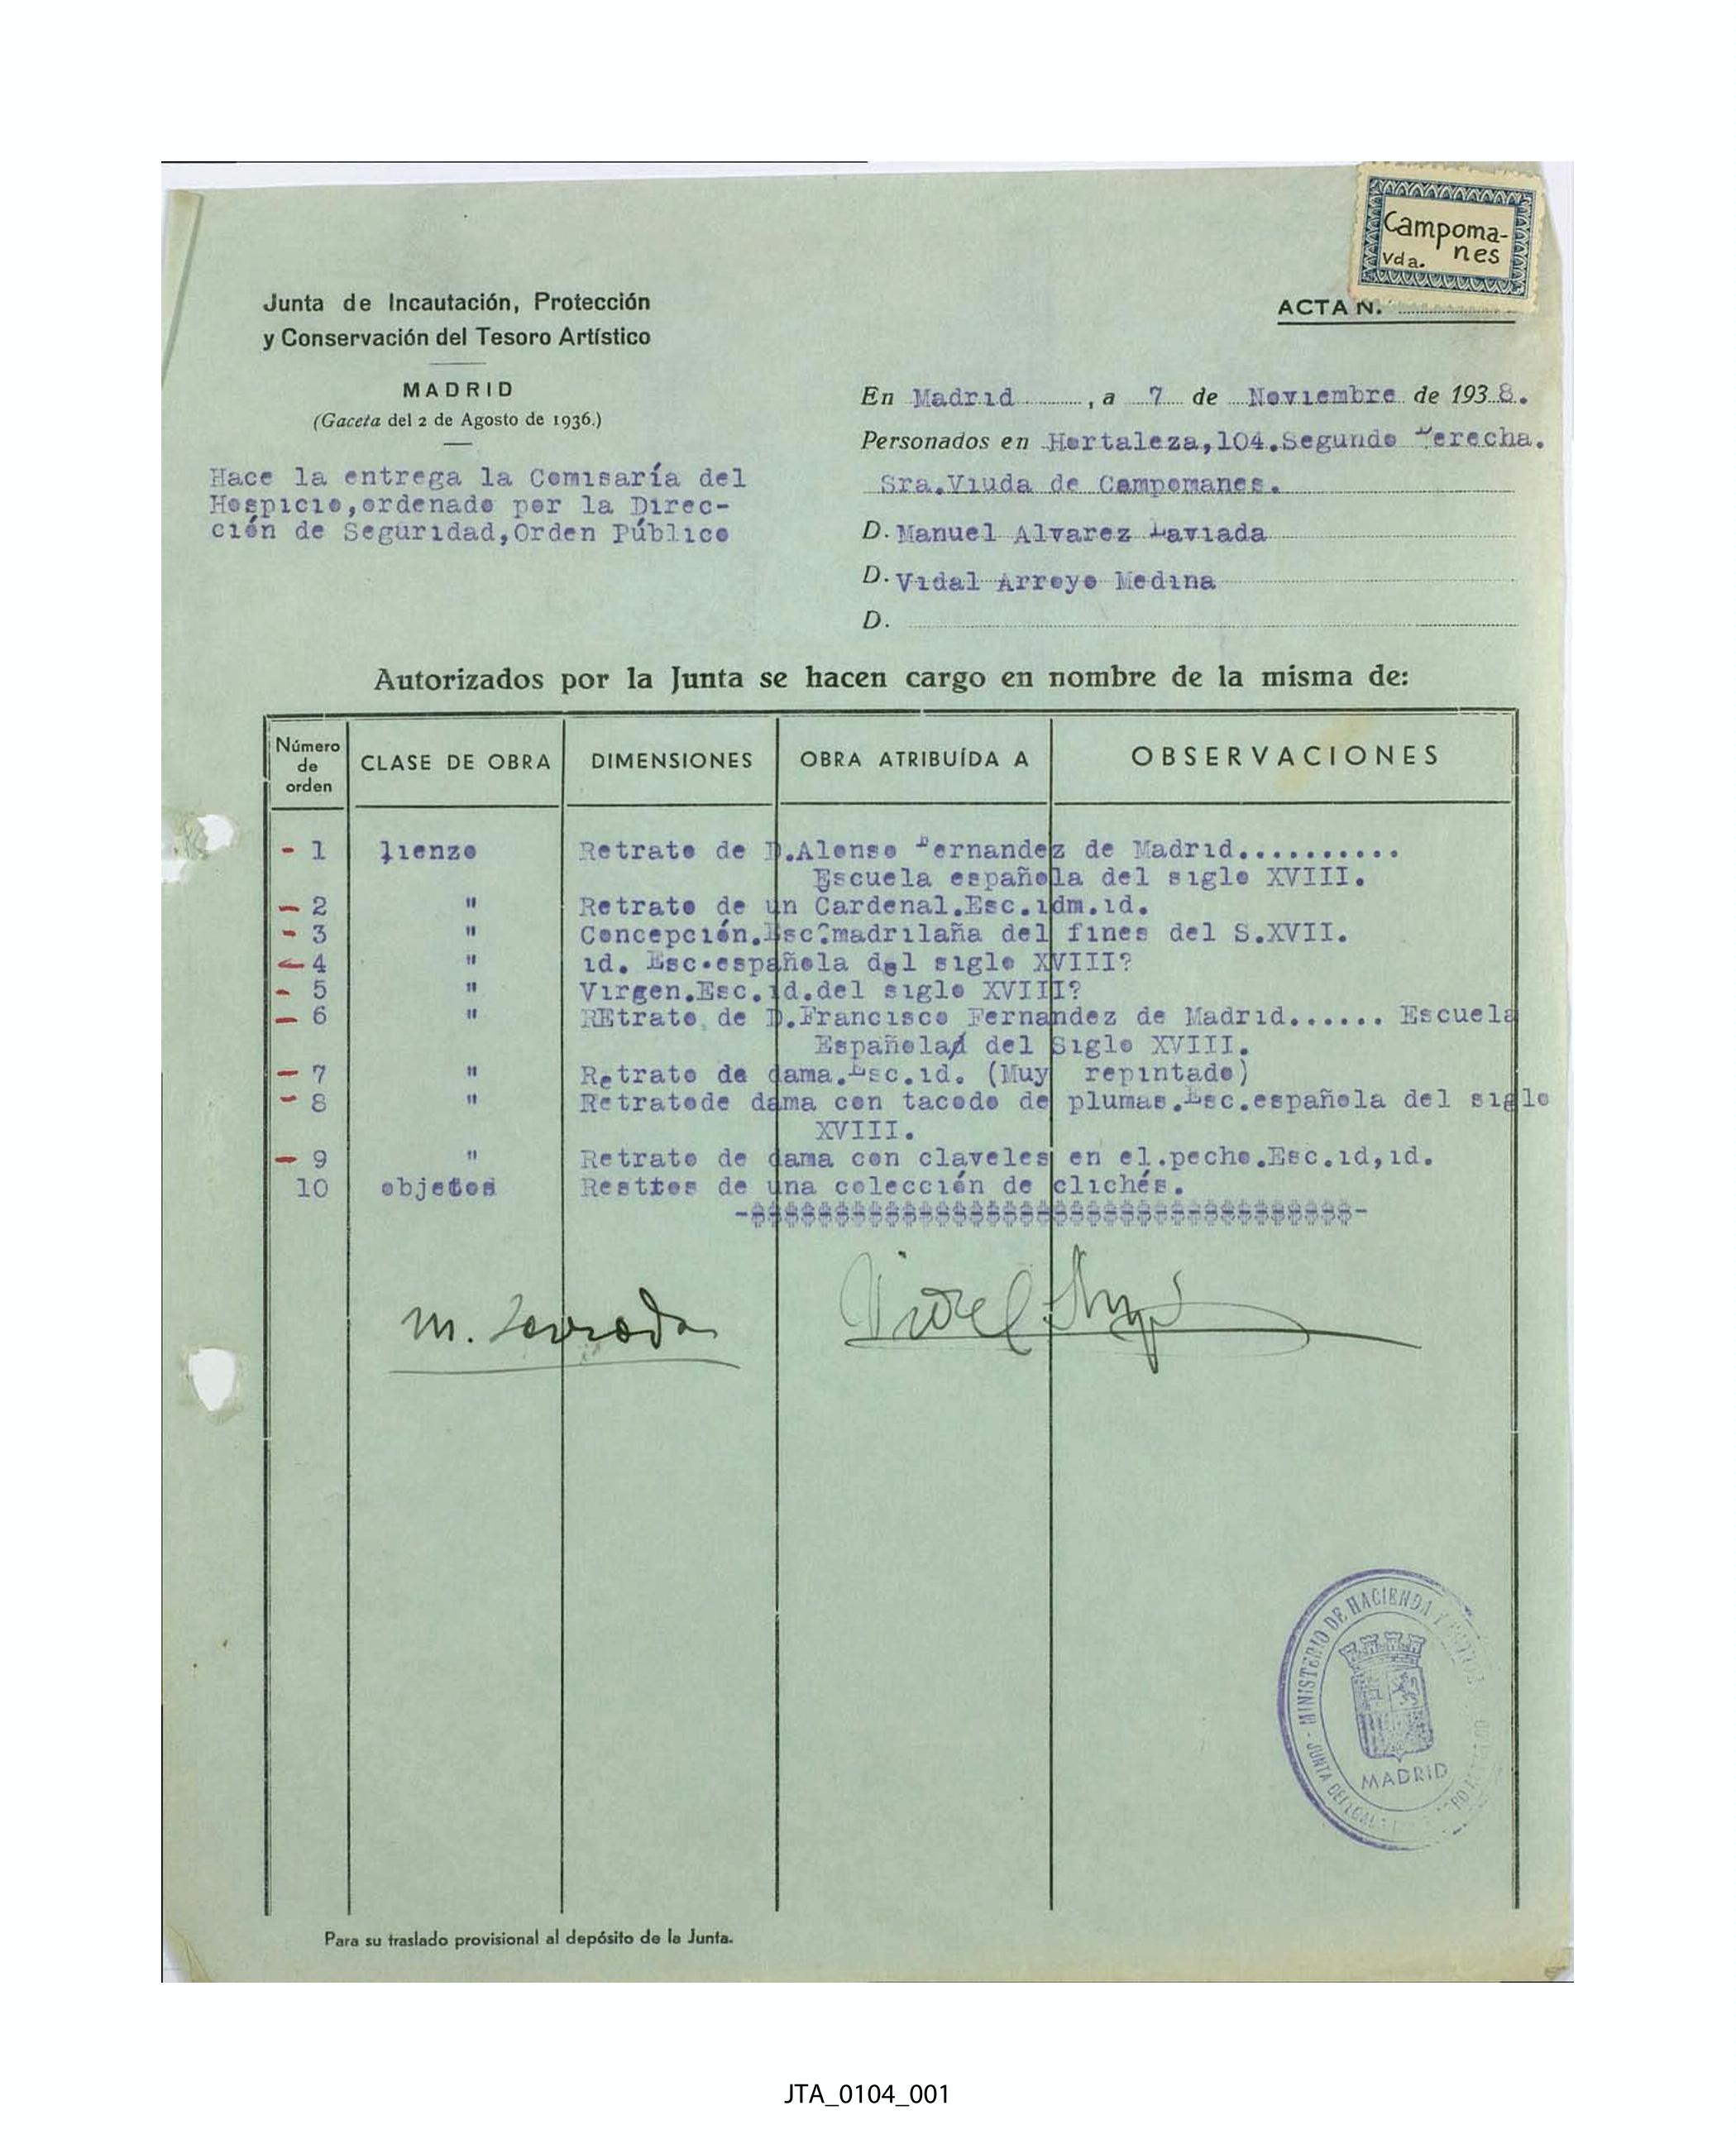 Campoma-
nes
Vda.
Junta de Incautación, Protección
y Conservación del Tesoro Artístico
MADRID
(Gaceta del 2 de Agosto de 1936.)
Hace la entrega la Comisaría del
Hospicio,ordenado por la Direc-
ción de Seguridad,Orden Público
ACTA N.
En Madrid, a 7 de Noviembre de 1938.
Personados en Hortaleza,104.Segundo Derecha.
Sra.Viuda de Campomanes.
D. Manuel Alvarez Laviada
D. Vidal Arroyo Medina
D.
Autorizados por la Junta se hacen cargo en nombre de la misma de:
Número de orden CLASE DE OBRA DIMENSIONES OBRA ATRIBUÍDA A OBSERVACIONES
- 1 lienzo Retrato de D.Alonso Fernandez de Madrid..........
Escuela española del siglo XVIII.
- 2 " Retrato de un Cardenal.Esc.idm.id.
- 3 " Concepción.Esc?madrilaña del fines del S.XVII.
- 4 " id. Esc.española del siglo XVIII?
- 5 " Virgen.Esc.id.del siglo XVIII?
- 6 " REtrato de D.Francisco Fernandez de Madrid...... Escuela
Española del Siglo XVIII.
- 7 " Retrato de dama.Esc.id. (Muy repintado)
- 8 " Retratode dama con tacodo de plumas.Esc.española del siglo
XVIII.
- 9 " Retrato de dama con claveles en el.pecho.Esc.id,id.
10 objetos Resttos de una colección de clichés.
M. Laviada
Vidal Arroyo
MINISTERIO DE HACIENDA
JUNTA DEL
MADRID
Para su traslado provisional al depósito de la Junta.
JTA_0104_001